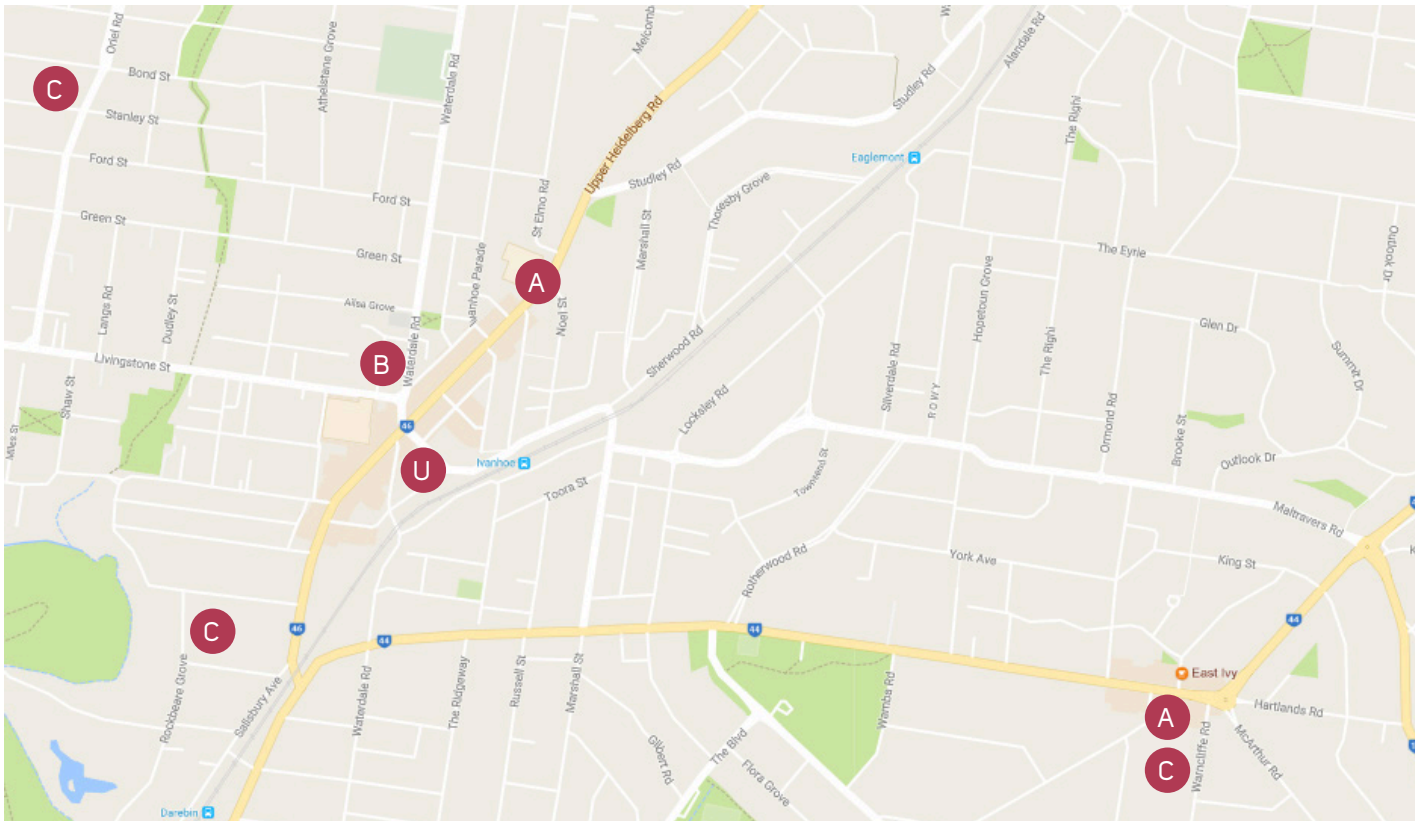 Oriel Rd
Athelstane Grove
Melcomb
W
Alandale Rd
C
Bond St
Waterdale Rd
Studley Rd
Stanley St
Upper Heidelberg Rd
The Righi
Ford St
Eaglemont
Studley Rd
Thoresby Grove
Ford St
St Elmo Rd
Green St
Marshall St
The Eyrie
Outlook Dr
Green St
Ivanhoe Parade
A
Ailsa Grove
Noel St
Hopetoun Grove
Langs Rd
Dudley St
Glen Dr
Sherwood Rd
The Righi
B
Waterdale Rd
Livingstone St
Silverdale Rd
Summit Dr
Shaw St
Locksley Rd
ROWY
Ormond Rd
46
Miles St
Brooke St
U
Ivanhoe
Outlook Dr
Toora St
Townsend St
Maltravers Rd
York Ave
King St
K
Rotherwood Rd
C
46
44
44
44
Rockbeare Grove
Salisbury Ave
Waterdale Rd
The Ridgeway
Russell St
Marshall St
East Ivy
Wamba Rd
A
Hartlands Rd
The Blvd
Warncliffe Rd
McArthur Rd
Gilbert Rd
Flora Grove
C
Darebin